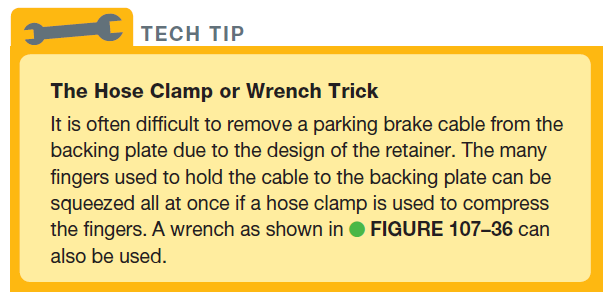 TECH TIP
The Hose Clamp or Wrench Trick
It is often difficult to remove a parking brake cable from the
backing plate due to the design of the retainer. The many
fingers used to hold the cable to the backing plate can be
squeezed all at once if a hose clamp is used to compress
the fingers. A wrench as shown in ● FIGURE 107–36 can
also be used.